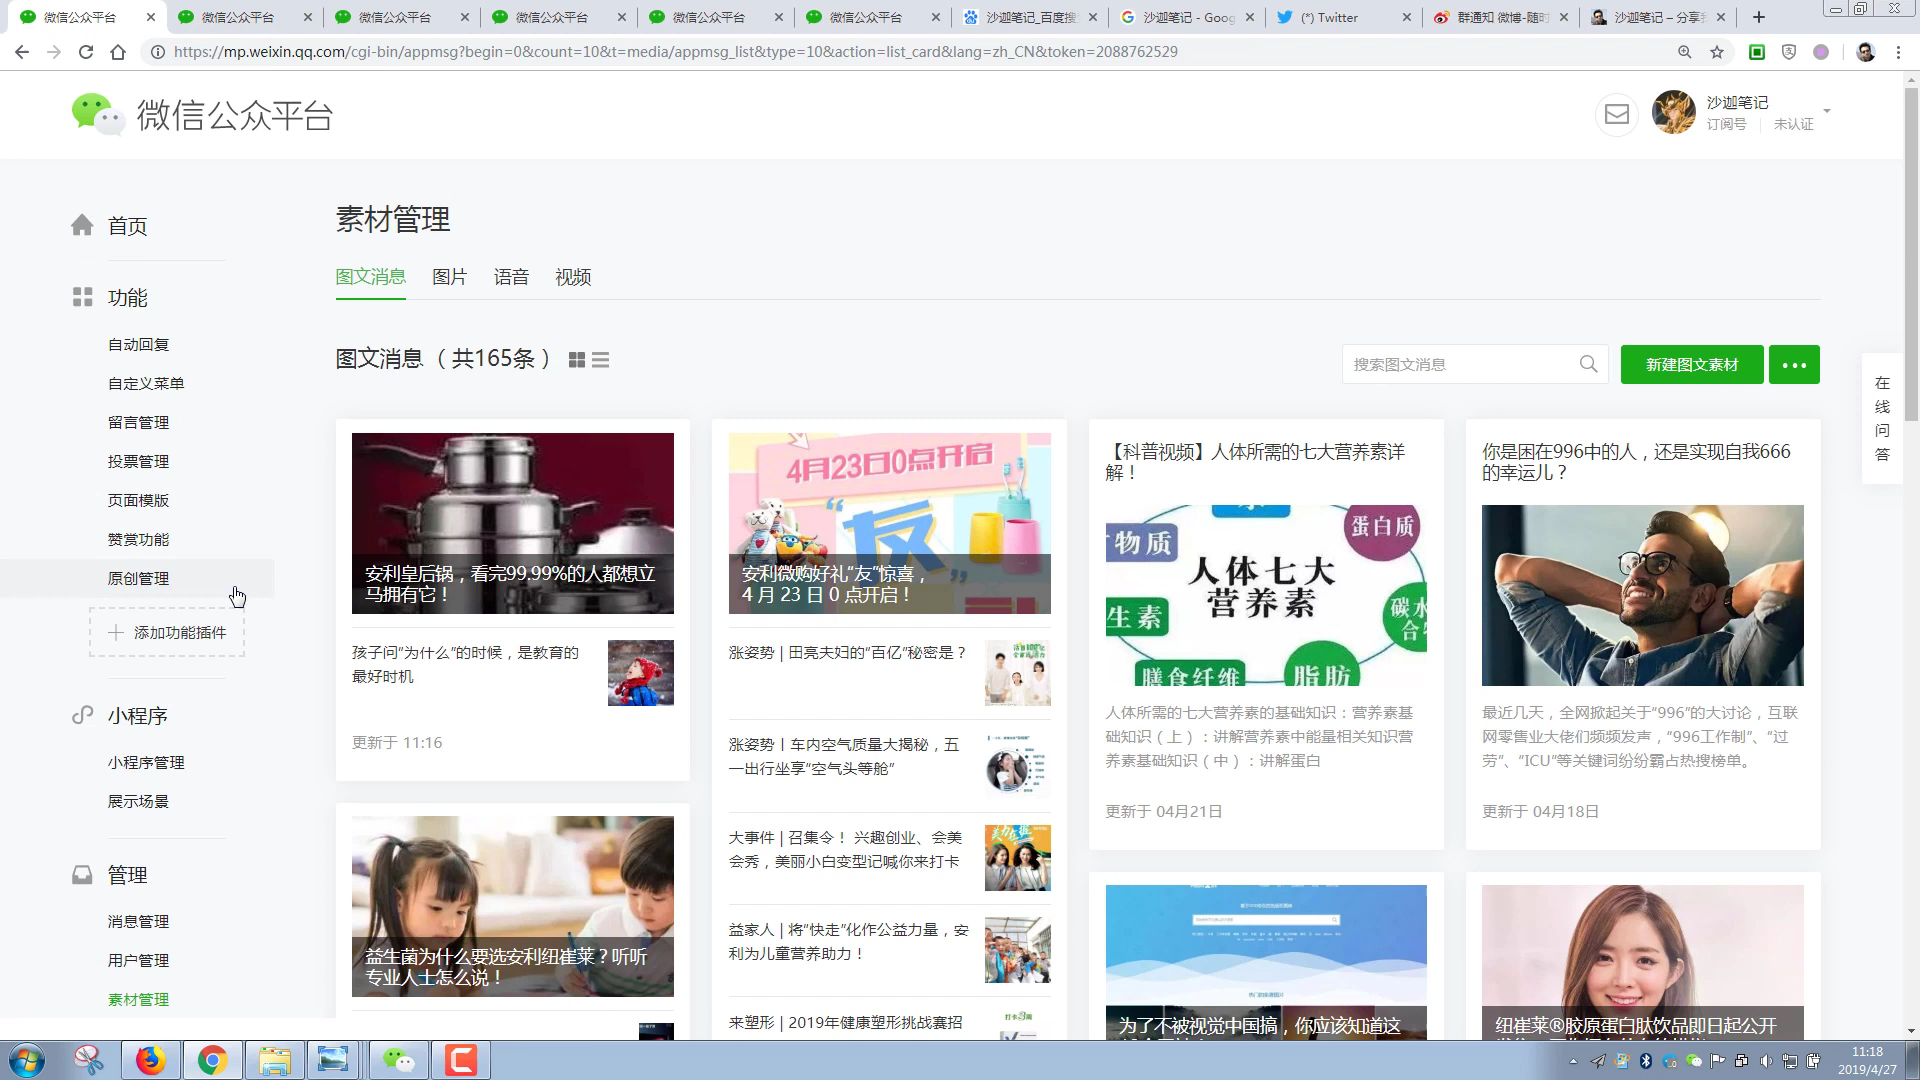 微信公众平台
微信公众平台
微信公众平台
微信公众平台
微信公众平台
微信公众平台
沙迦笔记_百度搜
沙迦笔记 - Goog
(*) Twitter
群通知 微博-随时
沙迦笔记 – 分享
https://mp.weixin.qq.com/cgi-bin/appmsg?begin=0&count=10&t=media/appmsg_list&type=10&action=list_card&lang=zh_CN&token=2088762529
微信公众平台
沙迦笔记
订阅号
未认证
首页
功能
自动回复
自定义菜单
留言管理
投票管理
页面模版
赞赏功能
原创管理
添加功能插件
小程序
小程序管理
展示场景
管理
消息管理
用户管理
素材管理
素材管理
图文消息
图片
语音
视频
图文消息（共165条）
搜索图文消息
新建图文素材
在线问答
安利皇后锅，看完99.99%的人都想立
马拥有它！
孩子问“为什么”的时候，是教育的
最好时机
更新于 11:16
益生菌为什么要选安利纽崔莱？听听
专业人士怎么说！
4月23日0点开启
“友”
安利微购好礼“友”惊喜，
4 月 23 日 0 点开启！
涨姿势 | 田亮夫妇的“百亿”秘密是？
涨姿势丨车内空气质量大揭秘，五
一出行坐享“空气头等舱”
大事件 | 召集令！ 兴趣创业、会美
会秀，美丽小白变型记喊你来打卡
益家人 | 将“快走”化作公益力量，安
利为儿童营养助力！
来塑形 | 2019年健康塑形挑战赛招
【科普视频】人体所需的七大营养素详
解！
物质
蛋白质
人体七大
营养素
生素
碳水
合
膳食纤维
脂肪
人体所需的七大营养素的基础知识：营养素基
础知识（上）：讲解营养素中能量相关知识营
养素基础知识（中）：讲解蛋白
更新于 04月21日
为了不被视觉中国搞，你应该知道这
你是困在996中的人，还是实现自我666
的幸运儿？
最近几天，全网掀起关于“996”的大讨论，互联
网零售业大佬们频频发声，“996工作制”、“过
劳”、“ICU”等关键词纷纷霸占热搜榜单。
更新于 04月18日
纽崔莱®胶原蛋白肽饮品即日起公开
11:18
2019/4/27